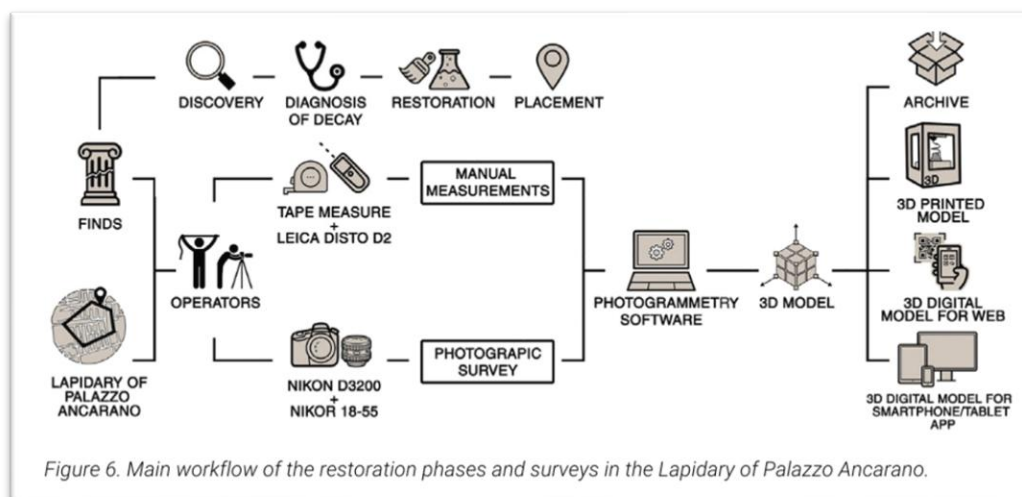 DISCOVERY
DIAGNOSIS
OF DECAY
RESTORATION
PLACEMENT
FINDS
LAPIDARY OF
PALAZZO
ANCARANO
OPERATORS
TAPE MEASURE
+
LEICA DISTO D2
MANUAL
MEASUREMENTS
NIKON D3200
+
NIKOR 18-55
PHOTOGRAPIC
SURVEY
PHOTOGRAMMETRY
SOFTWARE
3D MODEL
ARCHIVE
3D
3D PRINTED
MODEL
3D DIGITAL
MODEL FOR WEB
3D DIGITAL MODEL FOR
SMARTPHONE/TABLET
APP
Figure 6. Main workflow of the restoration phases and surveys in the Lapidary of Palazzo Ancarano.